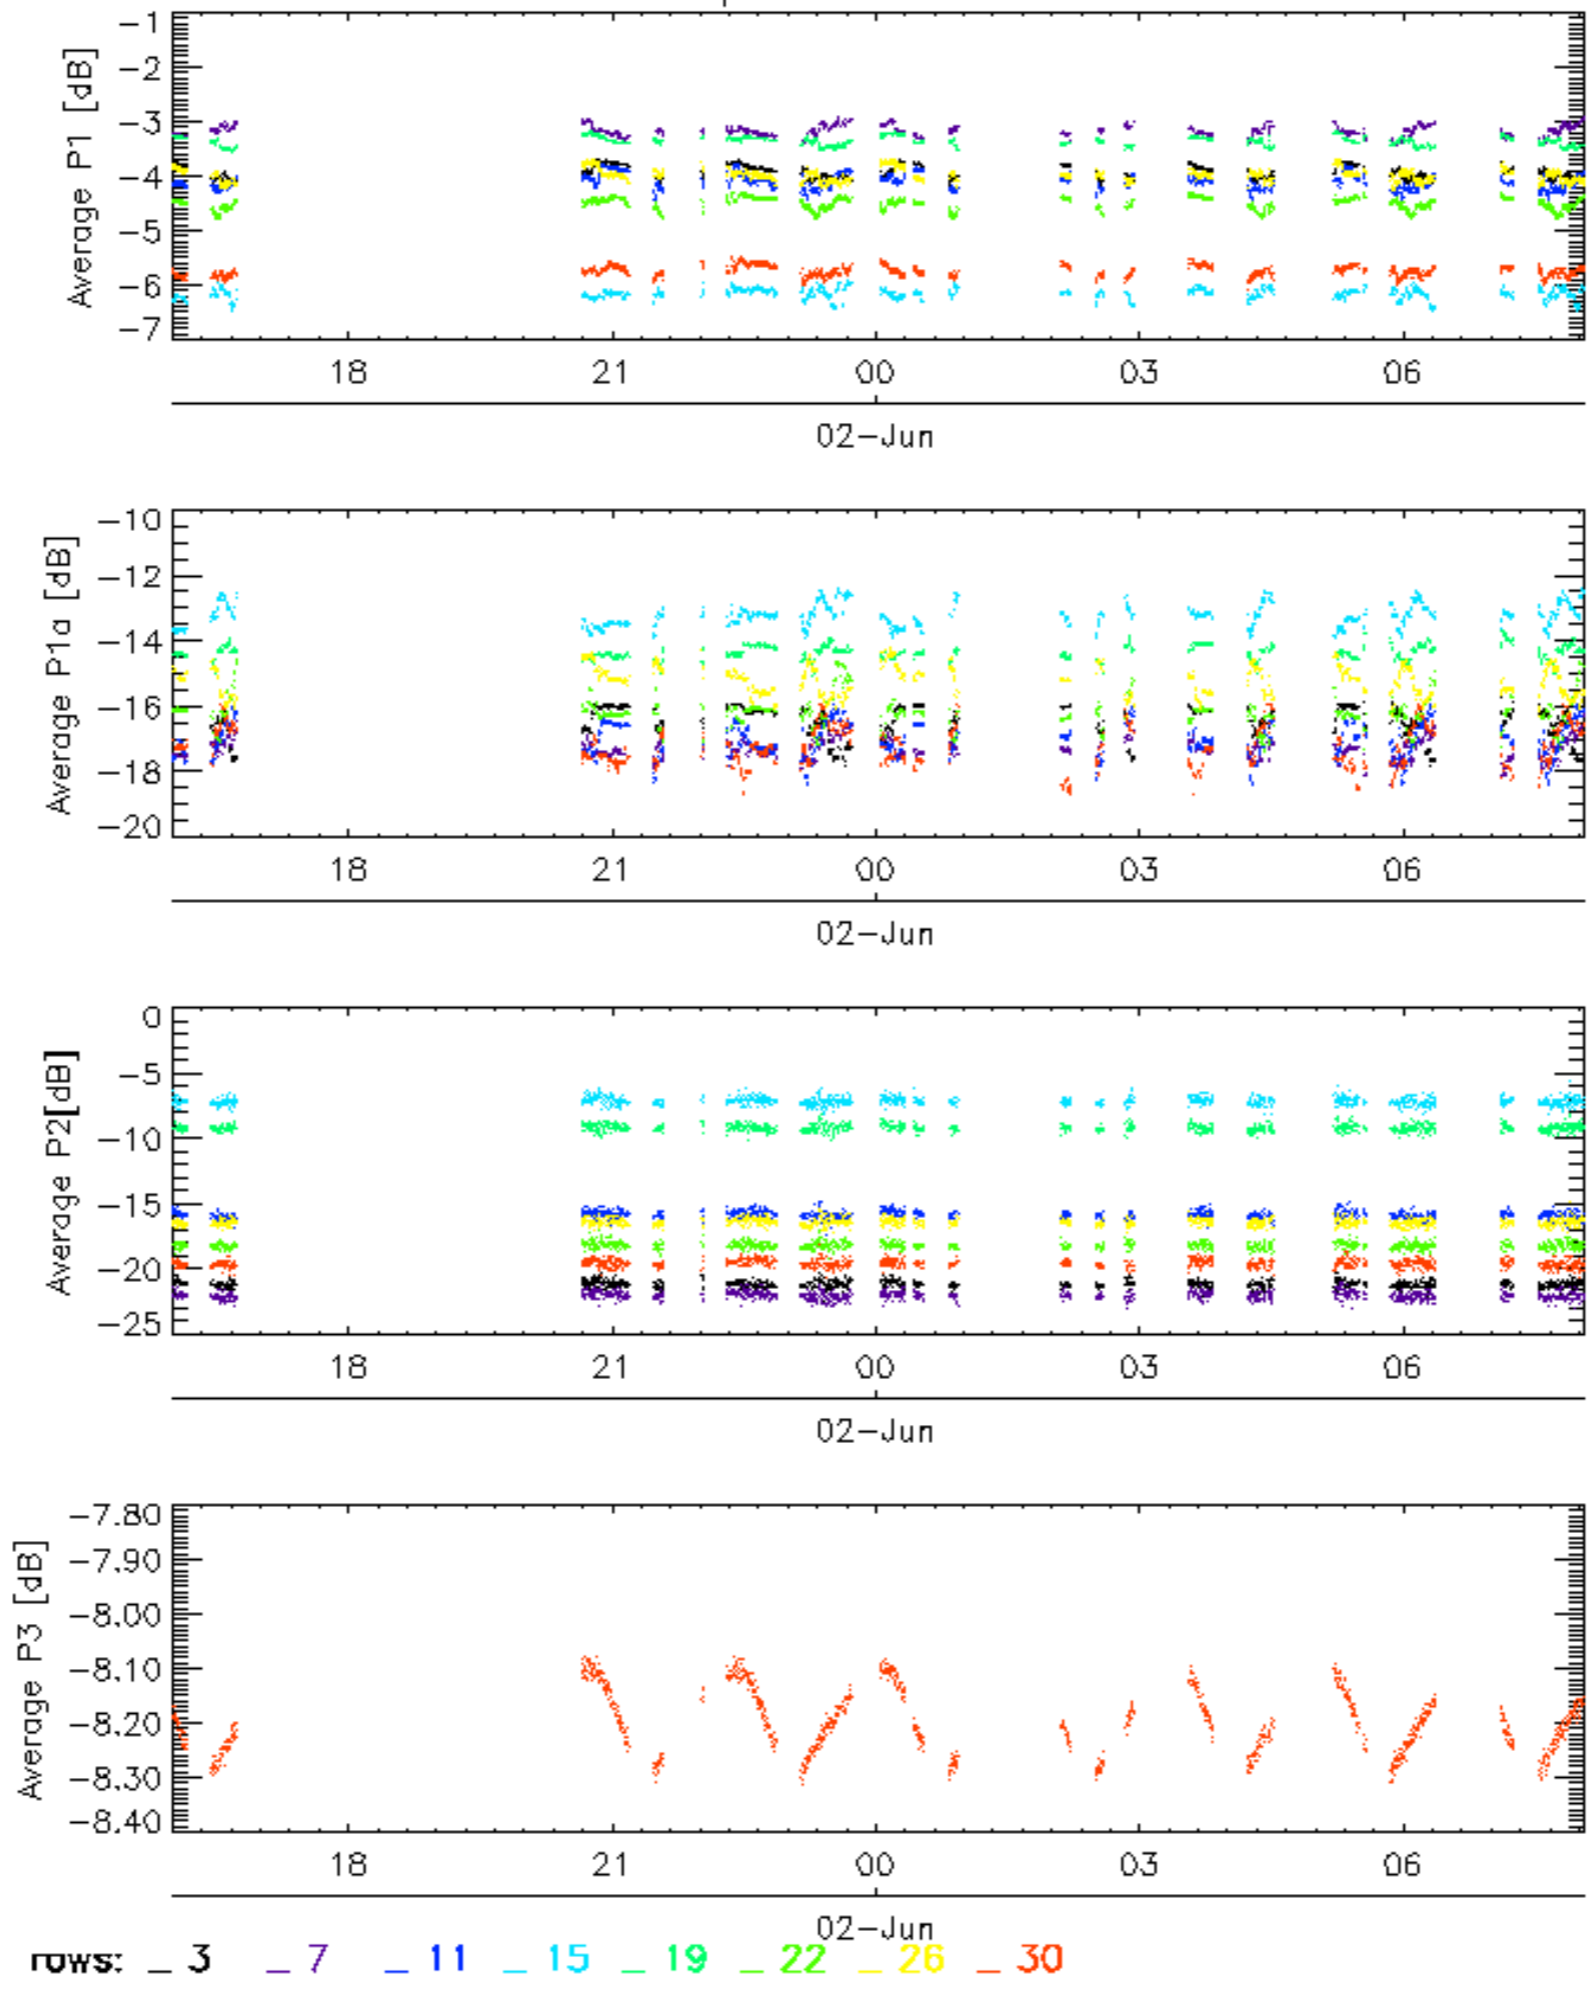 Average P1 [dB]
-1
-2
-3
-4
-5
-6
-7
18 21 00 03 06
02-Jun
Average P1a [dB]
-10
-12
-14
-16
-18
-20
18 21 00 03 06
02-Jun
Average P2[dB]
0
-5
-10
-15
-20
-25
18 21 00 03 06
02-Jun
Average P3 [dB]
-7.80
-7.90
-8.00
-8.10
-8.20
-8.30
-8.40
18 21 00 03 06
02-Jun
rows: _ 3 _ 7 _ 11 _ 15 _ 19 _ 22 _ 26 _ 30